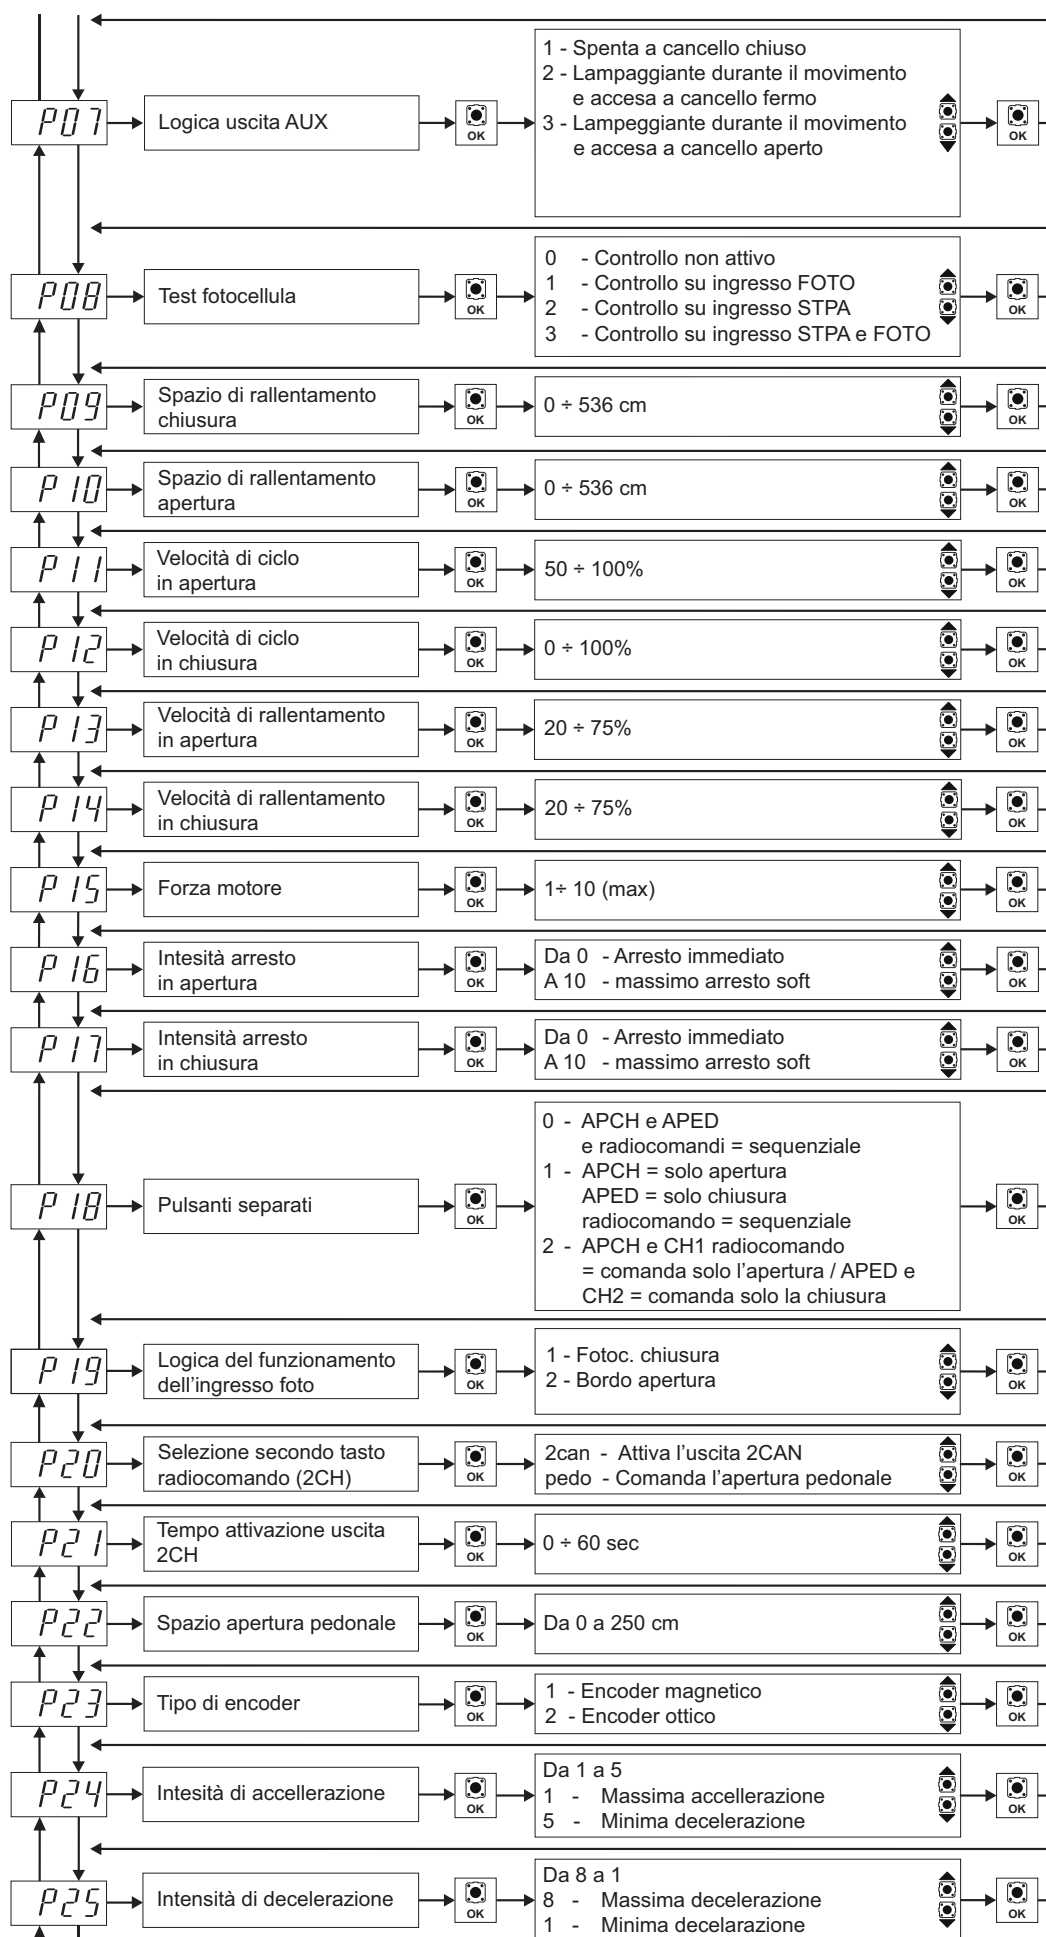 P07
Logica uscita AUX
OK
1 - Spenta a cancello chiuso
2 - Lampaggiante durante il movimento
e accesa a cancello fermo
3 - Lampeggiante durante il movimento
e accesa a cancello aperto
OK
P08
Test fotocellula
OK
0 - Controllo non attivo
1 - Controllo su ingresso FOTO
2 - Controllo su ingresso STPA
3 - Controllo su ingresso STPA e FOTO
OK
P09
Spazio di rallentamento
chiusura
OK
0 ÷ 536 cm
OK
P10
Spazio di rallentamento
apertura
OK
0 ÷ 536 cm
OK
P11
Velocità di ciclo
in apertura
OK
50 ÷ 100%
OK
P12
Velocità di ciclo
in chiusura
OK
0 ÷ 100%
OK
P13
Velocità di rallentamento
in apertura
OK
20 ÷ 75%
OK
P14
Velocità di rallentamento
in chiusura
OK
20 ÷ 75%
OK
P15
Forza motore
OK
1÷ 10 (max)
OK
P16
Intesità arresto
in apertura
OK
Da 0 - Arresto immediato
A 10 - massimo arresto soft
OK
P17
Intensità arresto
in chiusura
OK
Da 0 - Arresto immediato
A 10 - massimo arresto soft
OK
P18
Pulsanti separati
OK
0 - APCH e APED
e radiocomandi = sequenziale
1 - APCH = solo apertura
APED = solo chiusura
radiocomando = sequenziale
2 - APCH e CH1 radiocomando
= comanda solo l'apertura / APED e
CH2 = comanda solo la chiusura
OK
P19
Logica del funzionamento
dell'ingresso foto
OK
1 - Fotoc. chiusura
2 - Bordo apertura
OK
P20
Selezione secondo tasto
radiocomando (2CH)
OK
2can - Attiva l'uscita 2CAN
pedo - Comanda l'apertura pedonale
OK
P21
Tempo attivazione uscita
2CH
OK
0 ÷ 60 sec
OK
P22
Spazio apertura pedonale
OK
Da 0 a 250 cm
OK
P23
Tipo di encoder
OK
1 - Encoder magnetico
2 - Encoder ottico
OK
P24
Intesità di accellerazione
OK
Da 1 a 5
1 - Massima accellerazione
5 - Minima decelerazione
OK
P25
Intensità di decelerazione
OK
Da 8 a 1
8 - Massima decelerazione
1 - Minima decelarazione
OK